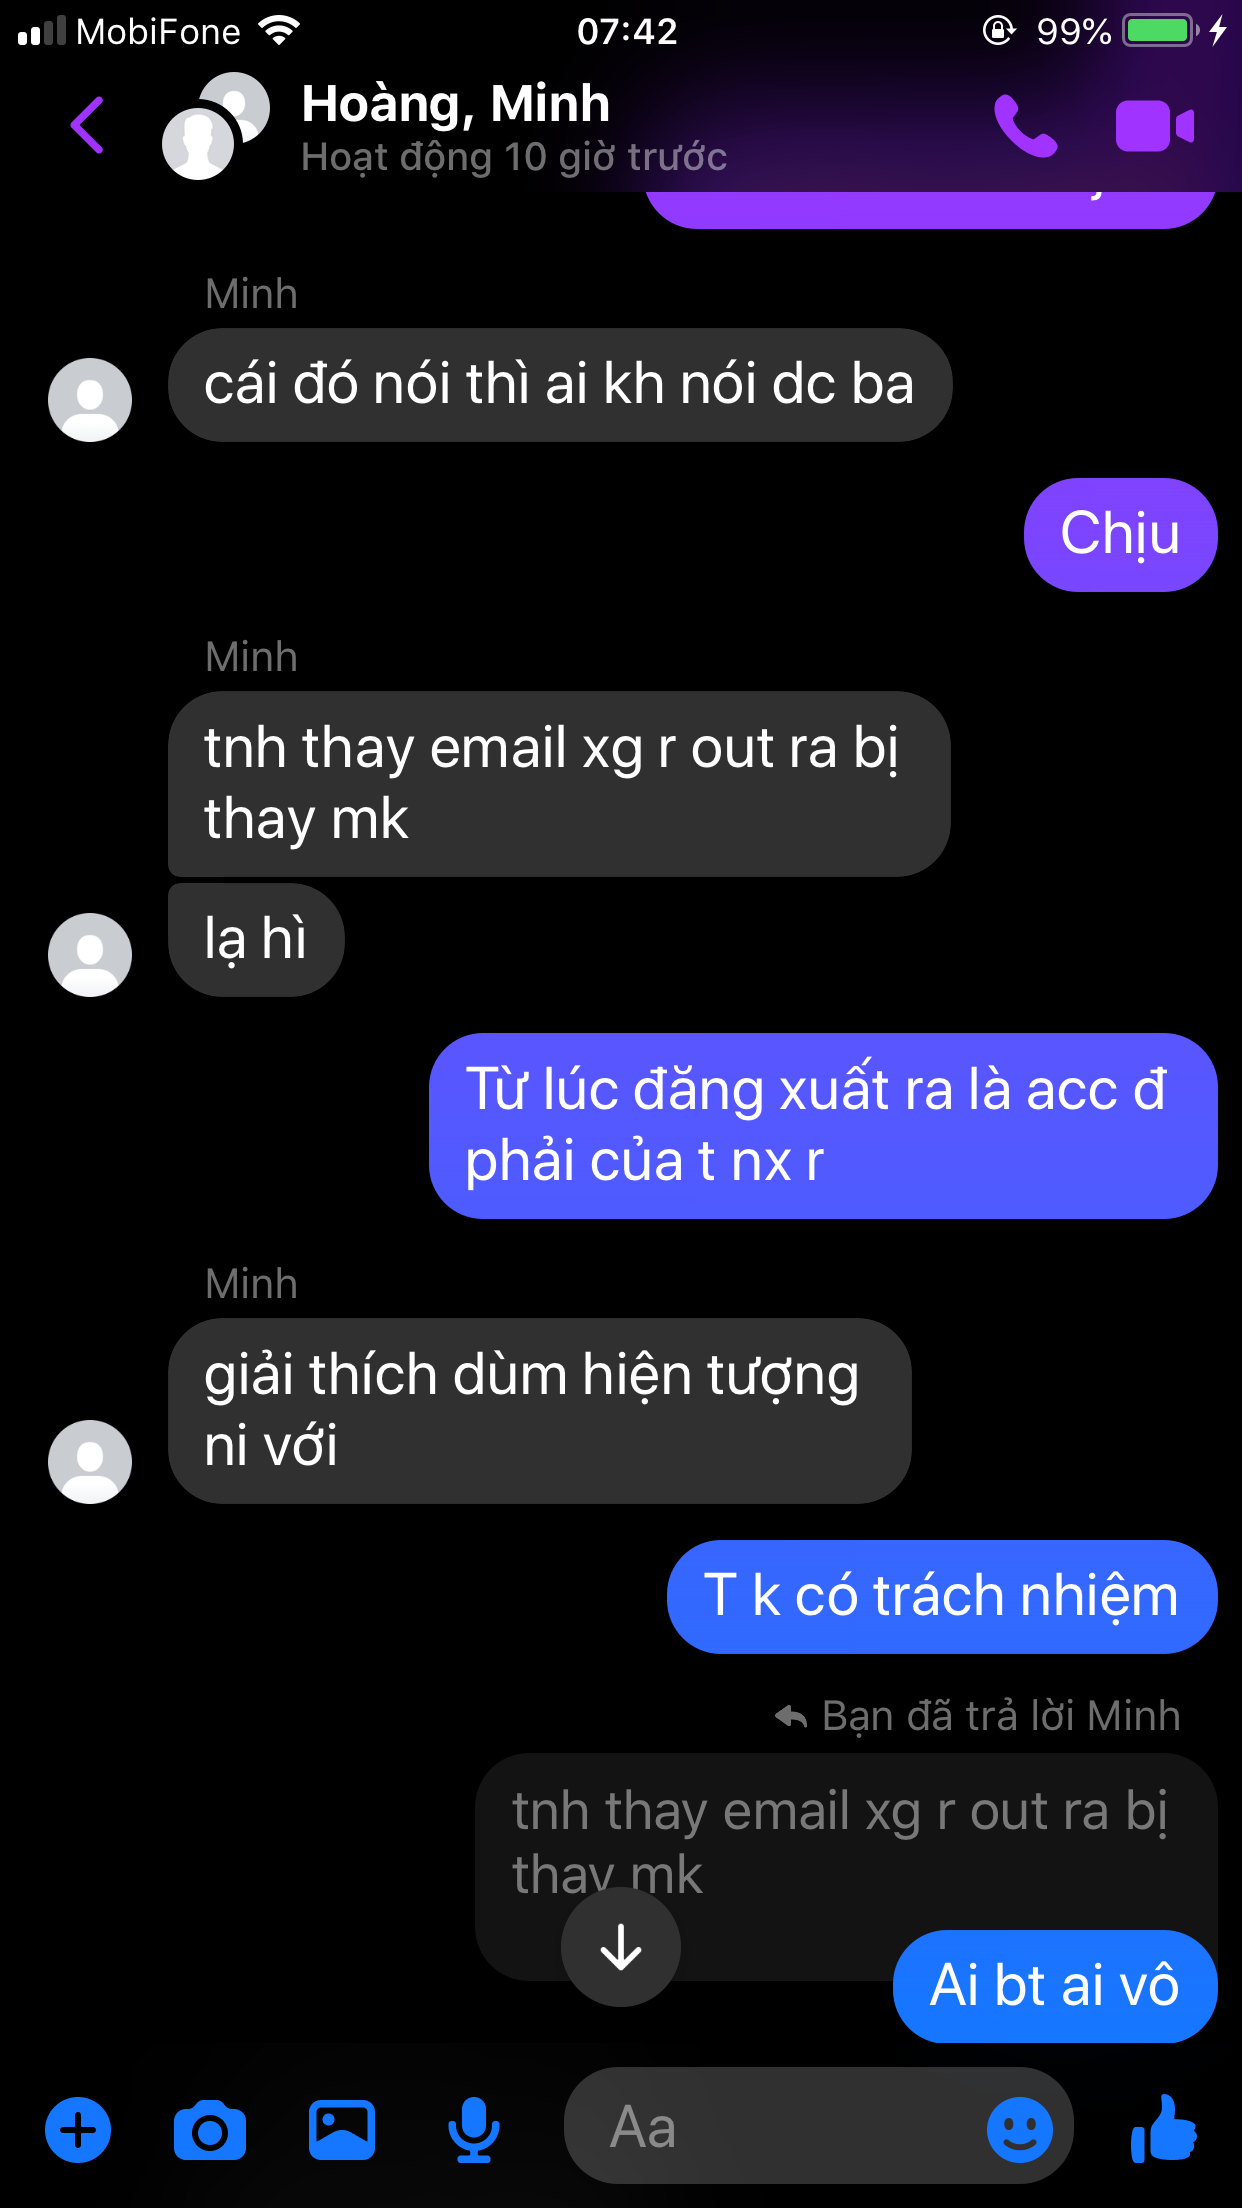 MobiFone 07:42 99%
Hoàng, Minh
Hoạt động 10 giờ trước
Minh
cái đó nói thì ai kh nói dc ba
Chịu
Minh
tnh thay email xg r out ra bị
thay mk
lạ hì
Từ lúc đăng xuất ra là acc đ
phải của t nx r
Minh
giải thích dùm hiện tượng
ni với
T k có trách nhiệm
Bạn đã trả lời Minh
tnh thay email xg r out ra bị
thay mk
Ai bt ai vô
Aa